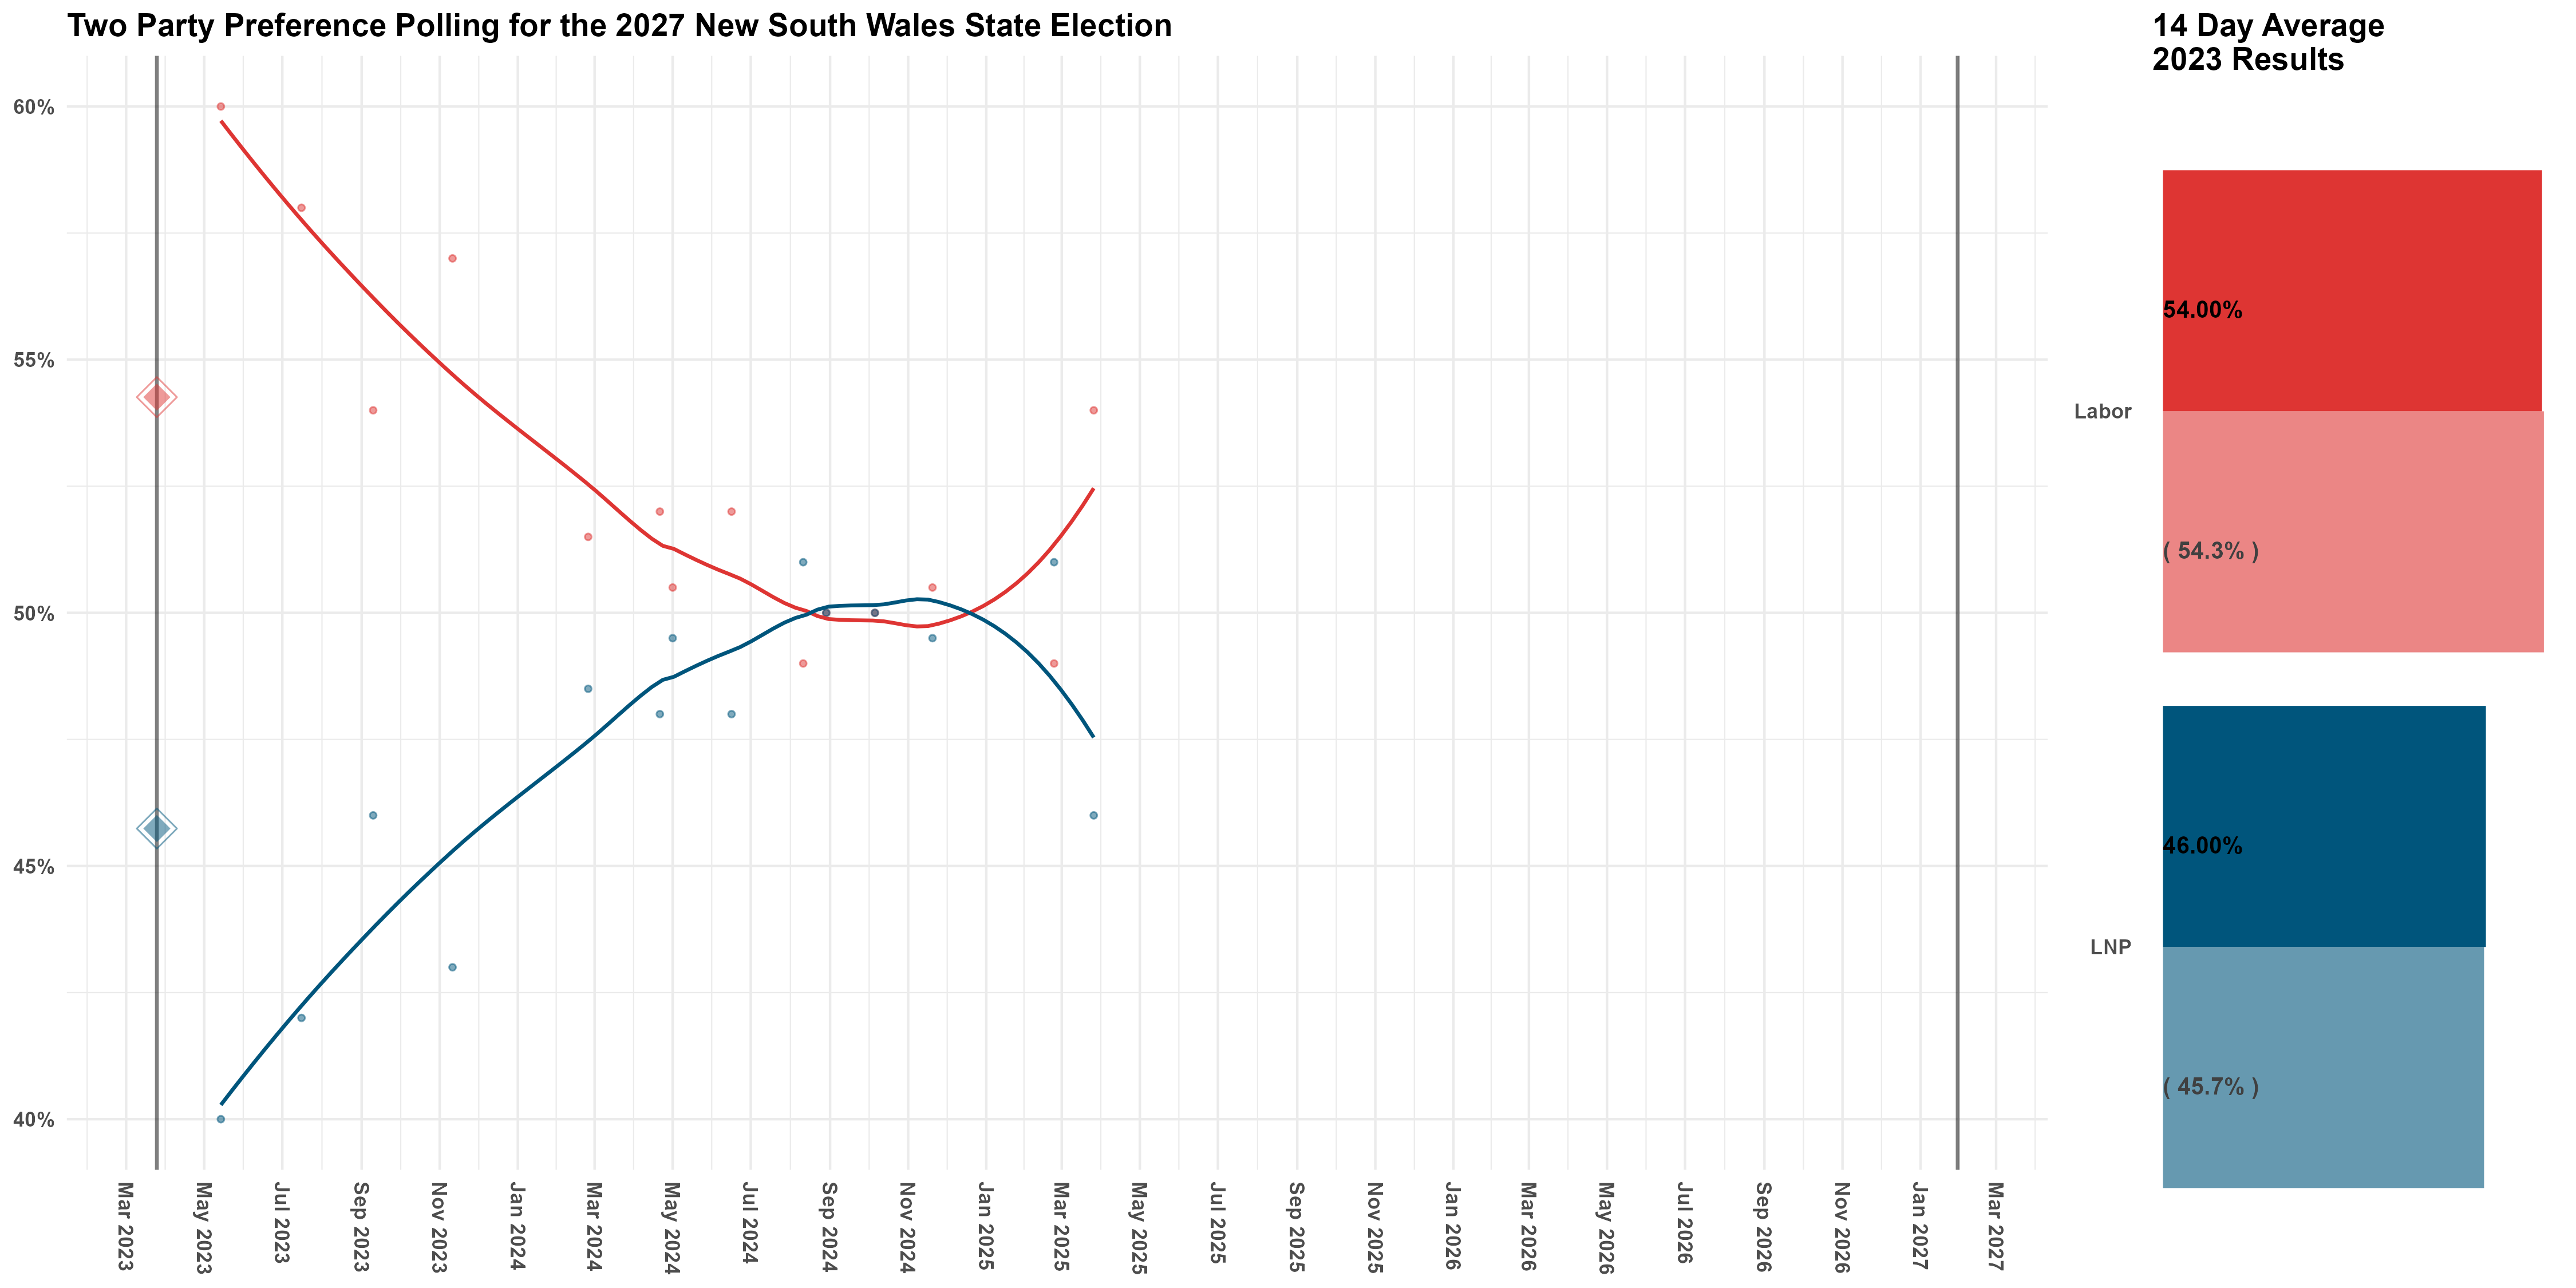 Two Party Preference Polling for the 2027 New South Wales State Election
14 Day Average
2023 Results
60%
55%
50%
45%
40%
Mar 2023
May 2023
Jul 2023
Sep 2023
Nov 2023
Jan 2024
Mar 2024
May 2024
Jul 2024
Sep 2024
Nov 2024
Jan 2025
Mar 2025
May 2025
Jul 2025
Sep 2025
Nov 2025
Jan 2026
Mar 2026
May 2026
Jul 2026
Sep 2026
Nov 2026
Jan 2027
Mar 2027
Labor
54.00%
( 54.3% )
LNP
46.00%
( 45.7% )